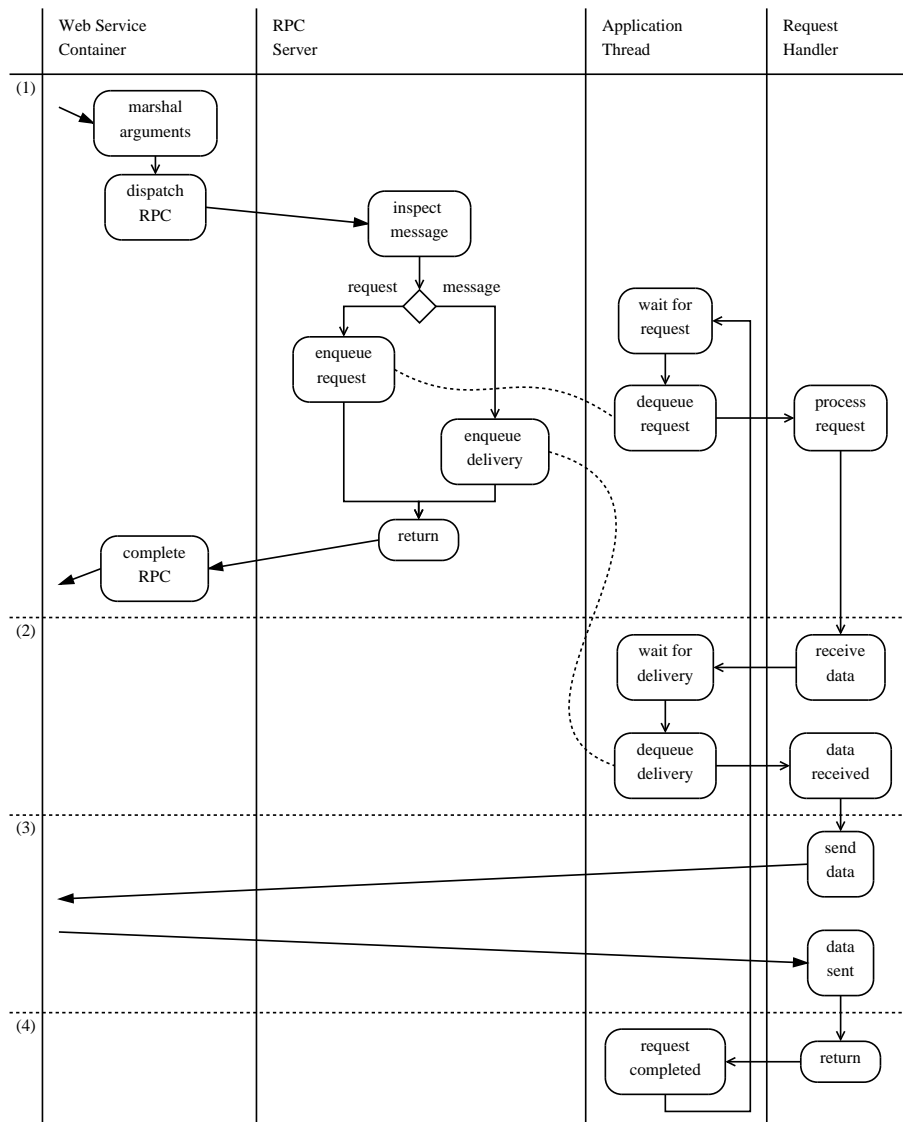 Web Service
Container
RPC
Server
Application
Thread
Request
Handler
(1)
marshal
arguments
dispatch
RPC
inspect
message
request
message
enqueue
request
wait for
request
dequeue
request
process
request
enqueue
delivery
return
complete
RPC
(2)
wait for
delivery
receive
data
dequeue
delivery
data
received
(3)
send
data
data
sent
(4)
request
completed
return